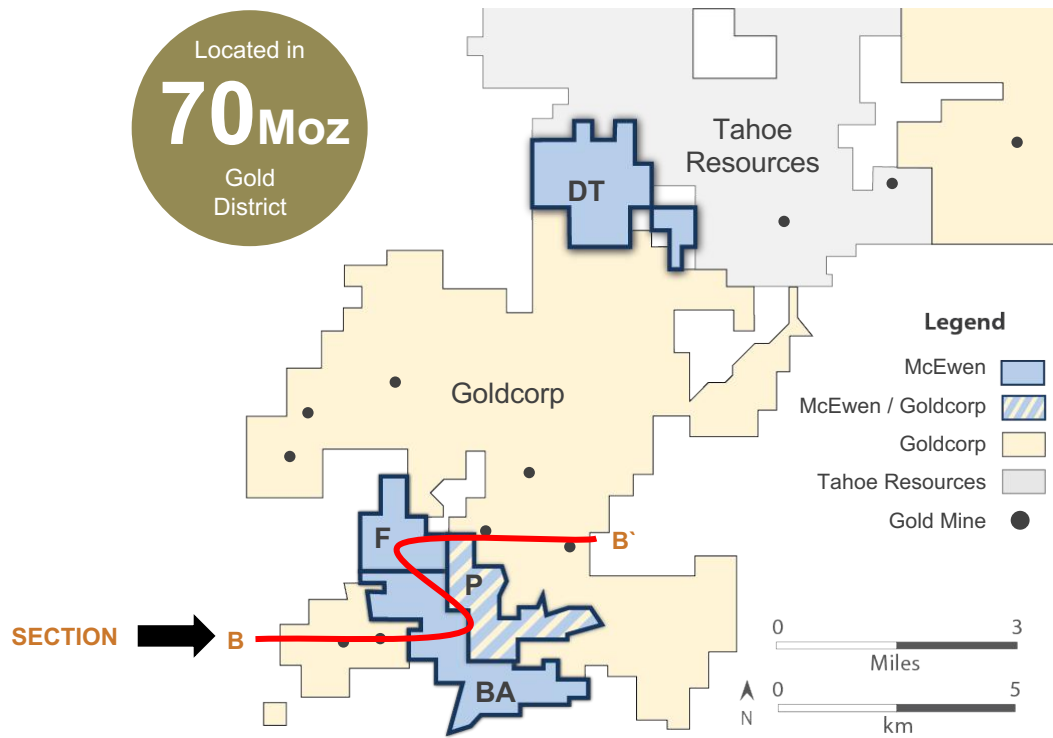 Located in
70Moz
Gold
District
Tahoe
Resources
DT
Goldcorp
Legend
McEwen
McEwen / Goldcorp
Goldcorp
Tahoe Resources
Gold Mine
F
B`
P
SECTION
B
BA
0 3
Miles
0 5
N
km